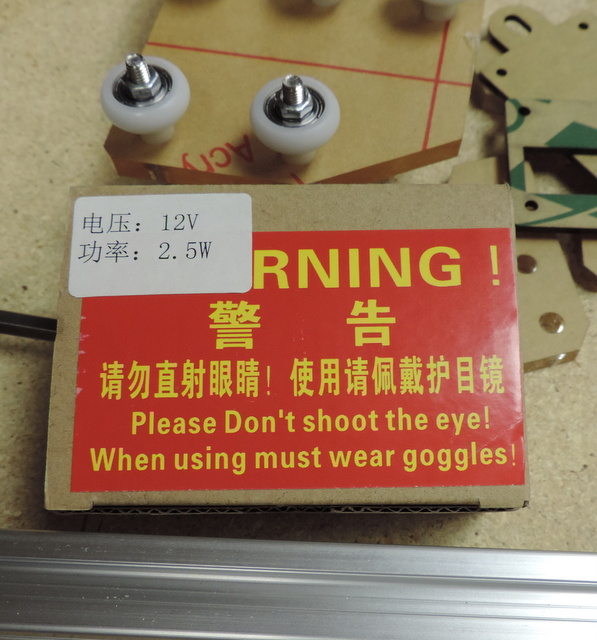 Acry
电压：12V
功率：2.5W
RNING!
警 告
请勿直射眼睛！使用请佩戴护目镜
Please Don't shoot the eye!
When using must wear goggles!